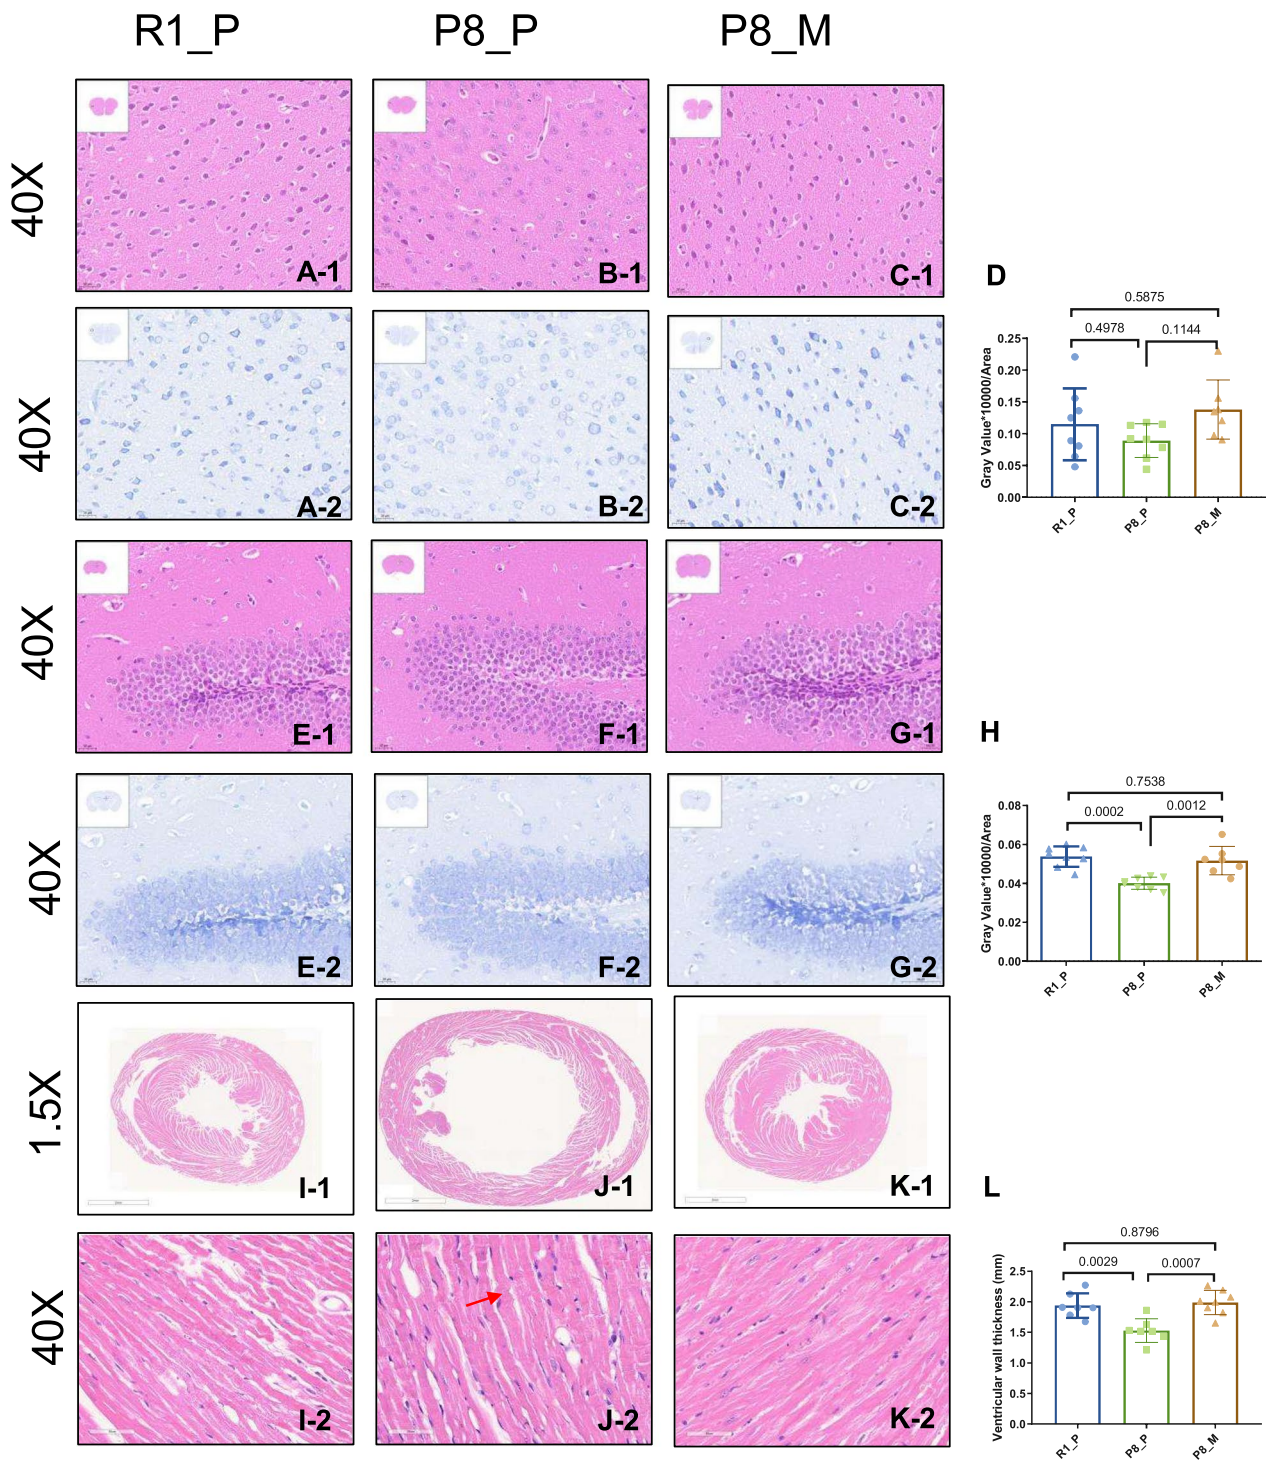 R1_P P8_P P8_M
40X
A-1
B-1
C-1
40X
A-2
B-2
C-2
D
0.5875
0.4978
0.1144
Gray Value*10000/Area
0.25
0.20
0.15
0.10
0.05
0.00
R1_P
P8_P
P8_M
40X
E-1
F-1
G-1
40X
E-2
F-2
G-2
H
0.7538
0.0002
0.0012
Gray Value*10000/Area
0.08
0.06
0.04
0.02
0.00
R1_P
P8_P
P8_M
1.5X
I-1
J-1
K-1
40X
I-2
J-2
K-2
L
0.8796
0.0029
0.0007
Ventricular wall thickness (mm)
2.5
2.0
1.5
1.0
0.5
0.0
R1_P
P8_P
P8_M